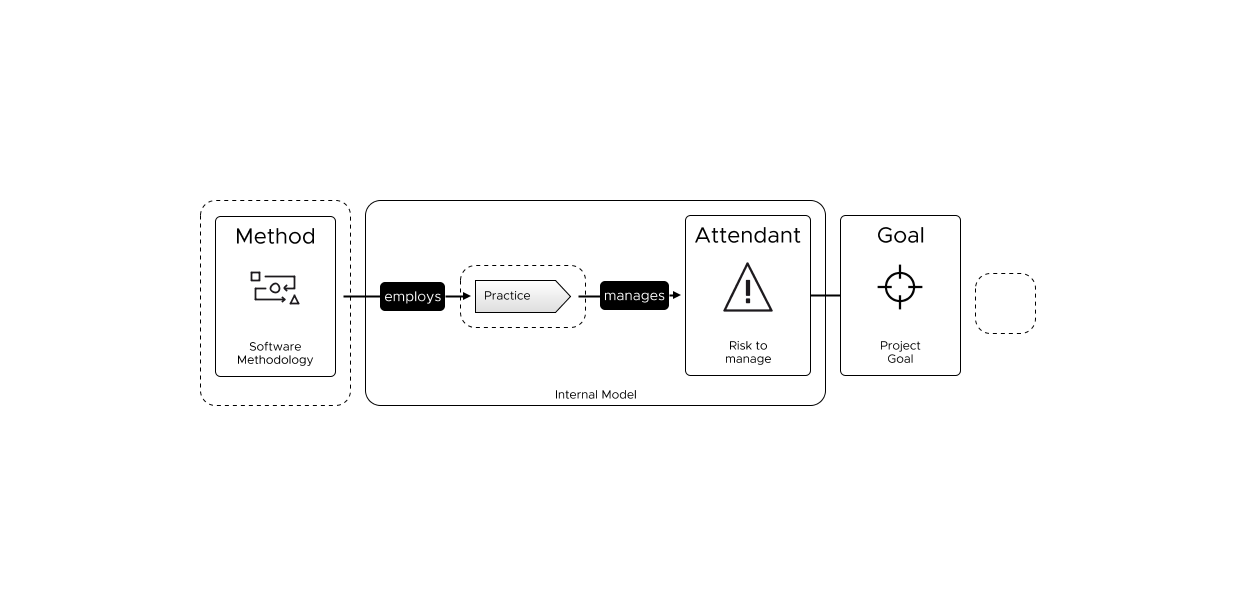 Method
Software
Methodology
employs
Practice
manages
Attendant
Risk to
manage
Internal Model
Goal
Project
Goal